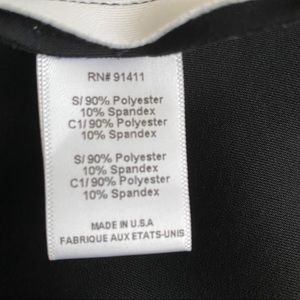 RN# 91411
S/ 90% Polyester
10% Spandex
C1/ 90% Polyester
10% Spandex
S/ 90% Polyester
10% Spandex
C1/ 90% Polyester
10% Spandex
MADE IN U.S.A
FABRIQUE AUX ETATS-UNIS